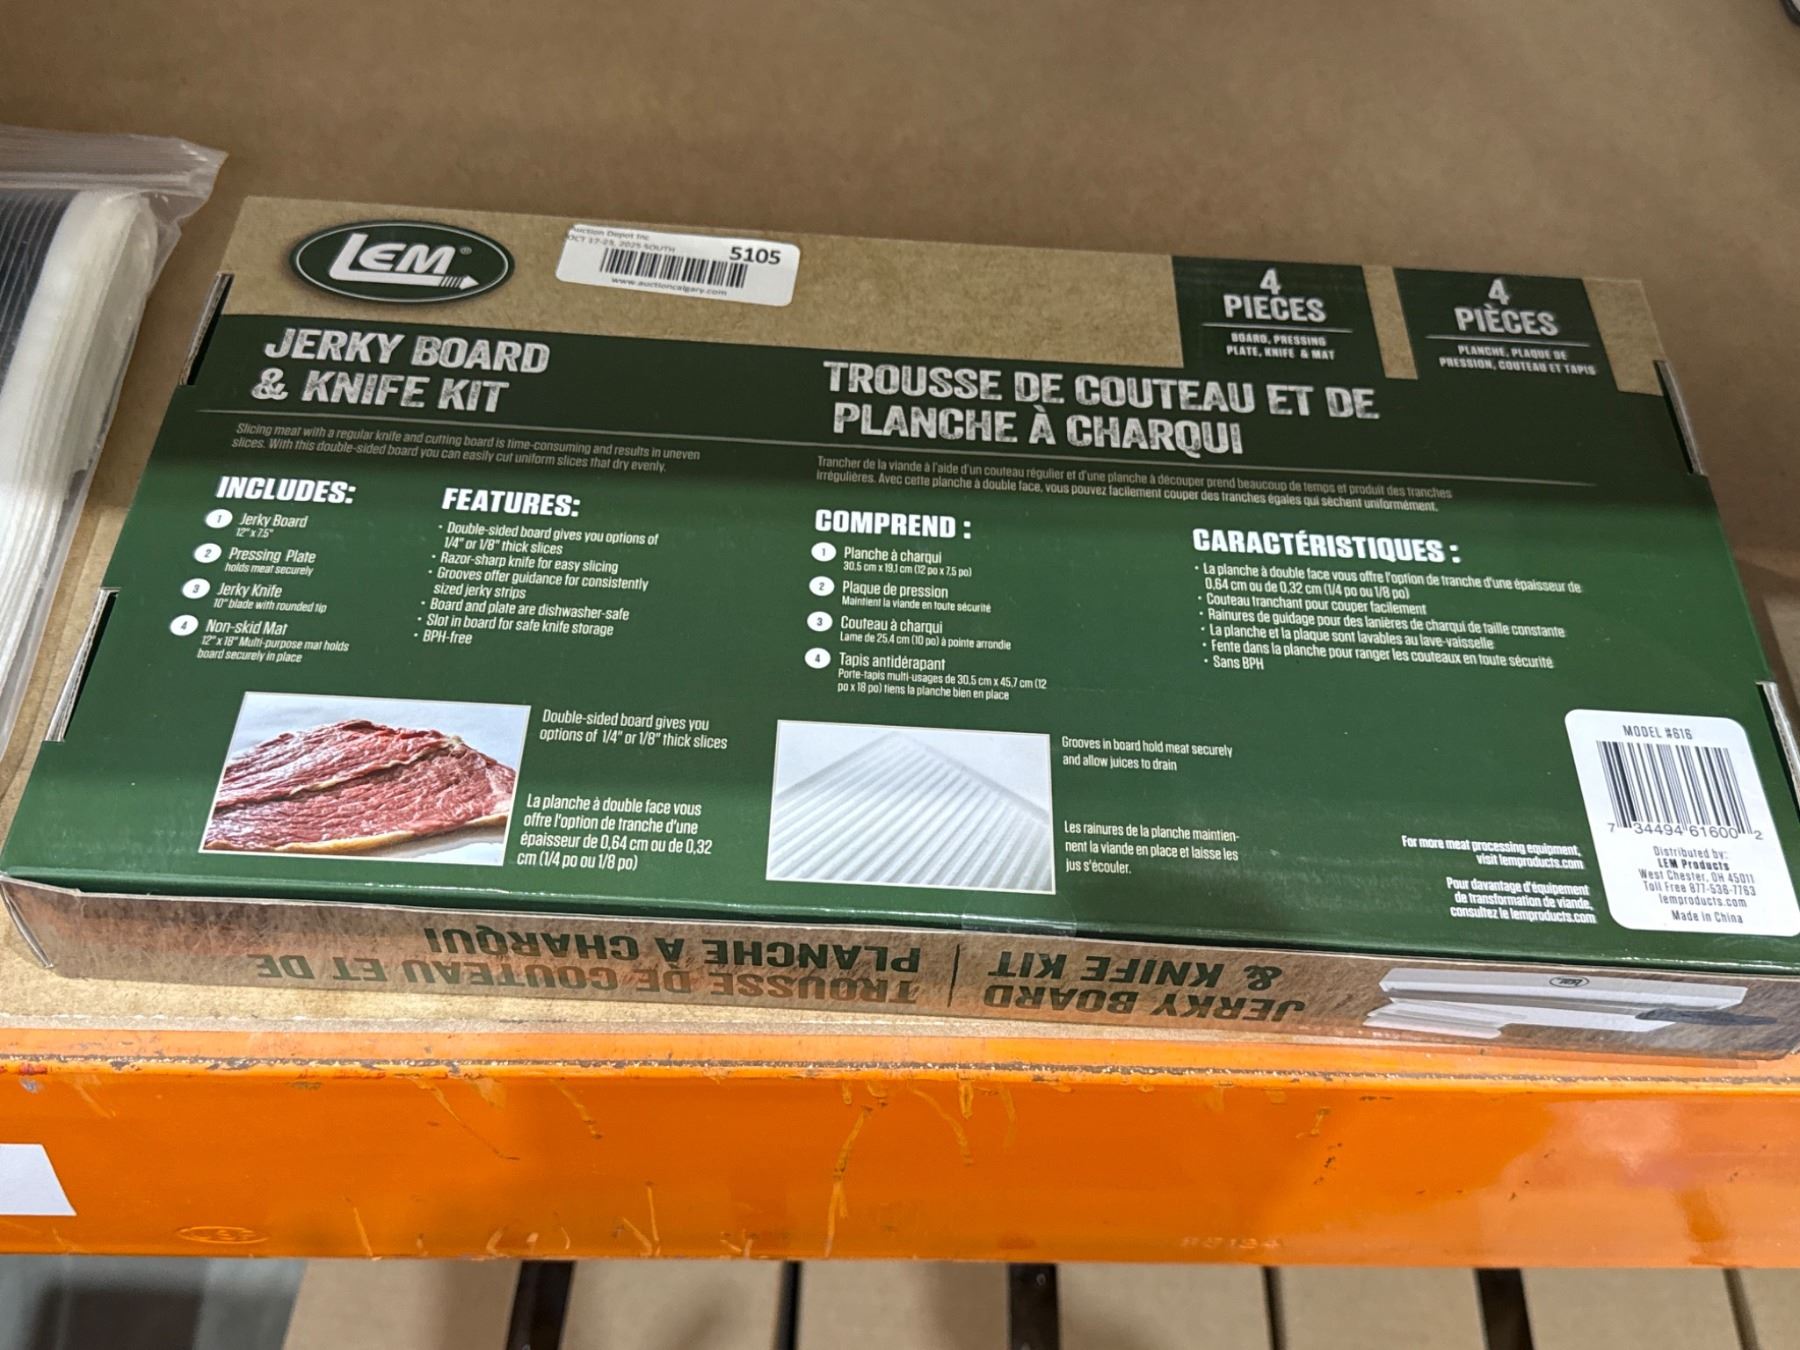 LEM
Auction Depot Inc.
OCT 17-23, 2025 SOUTH
5105
www.auctioncalgary.com
4
PIECES
BOARD, PRESSING
PLATE, KNIFE & MAT
4
PIÈCES
PLANCHE, PLAQUE DE
PRESSION, COUTEAU ET TAPIS
JERKY BOARD
& KNIFE KIT
Slicing meat with a regular knife and cutting board is time-consuming and results in uneven
slices. With this double-sided board you can easily cut uniform slices that dry evenly.
INCLUDES:
1 Jerky Board
12" x 7.5"
2 Pressing Plate
holds meat securely
3 Jerky Knife
10" blade with rounded tip
4 Non-skid Mat
12" x 18" Multi-purpose mat holds
board securely in place
FEATURES:
• Double-sided board gives you options of
1/4" or 1/8" thick slices
• Razor-sharp knife for easy slicing
• Grooves offer guidance for consistently
sized jerky strips
• Board and plate are dishwasher-safe
• Slot in board for safe knife storage
• BPH-free
TROUSSE DE COUTEAU ET DE
PLANCHE À CHARQUI
Trancher de la viande à l'aide d'un couteau régulier et d'une planche à découper prend beaucoup de temps et produit des tranches
irrégulières. Avec cette planche à double face, vous pouvez facilement couper des tranches égales qui sèchent uniformément.
COMPREND :
1 Planche à charqui
30,5 cm x 19,1 cm (12 po x 7,5 po)
2 Plaque de pression
Maintient la viande en toute sécurité
3 Couteau à charqui
Lame de 25,4 cm (10 po) à pointe arrondie
4 Tapis antidérapant
Porte-tapis multi-usages de 30,5 cm x 45,7 cm (12
po x 18 po) tiens la planche bien en place
CARACTÉRISTIQUES :
• La planche à double face vous offre l'option de tranche d'une épaisseur de
0,64 cm ou de 0,32 cm (1/4 po ou 1/8 po)
• Couteau tranchant pour couper facilement
• Rainures de guidage pour des lanières de charqui de taille constante
• La planche et la plaque sont lavables au lave-vaisselle
• Fente dans la planche pour ranger les couteaux en toute sécurité
• Sans BPH
Double-sided board gives you
options of 1/4" or 1/8" thick slices
La planche à double face vous
offre l'option de tranche d'une
épaisseur de 0,64 cm ou de 0,32
cm (1/4 po ou 1/8 po)
Grooves in board hold meat securely
and allow juices to drain
Les rainures de la planche maintien-
nent la viande en place et laisse les
jus s'écouler.
For more meat processing equipment,
visit lemproducts.com
Pour davantage d'équipement
de transformation de viande,
consultez le lemproducts.com
MODEL #616
7 34494 61600 2
Distributed by:
LEM Products
West Chester, OH 45011
Toll Free 877-536-7763
lemproducts.com
Made in China
JERKY BOARD
& KNIFE KIT
TROUSSE DE COUTEAU ET DE
PLANCHE À CHARQUI